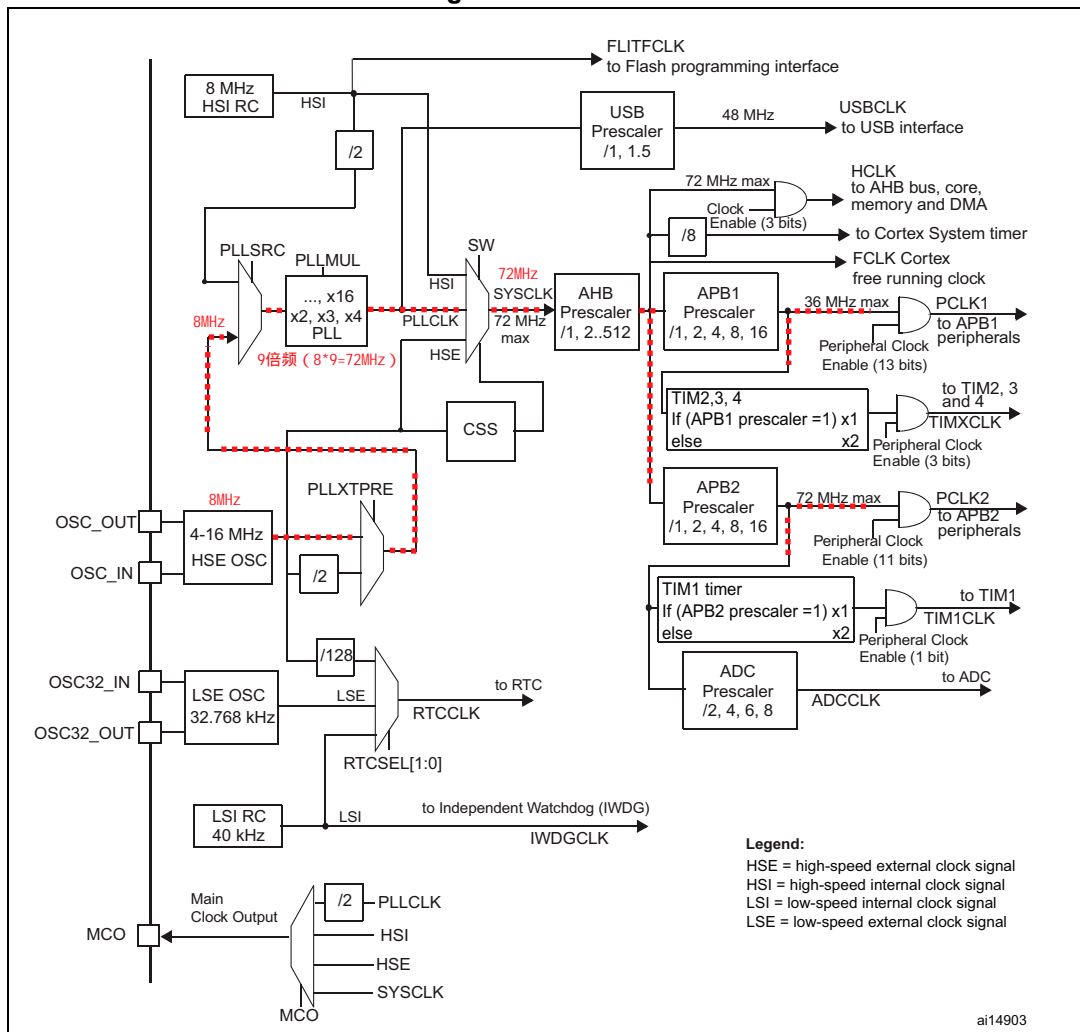 FLITFCLK
to Flash programming interface
8 MHz
HSI RC
HSI
/2
USB
Prescaler
/1, 1.5
48 MHz
USBCLK
to USB interface
72 MHz max
Clock
Enable (3 bits)
HCLK
to AHB bus, core,
memory and DMA
/8
to Cortex System timer
FCLK Cortex
free running clock
PLLSRC
PLLMUL
..., x16
x2, x3, x4
PLL
8MHz
9倍频（8*9=72MHz）
SW
HSI
PLLCLK
HSE
72MHz
SYSCLK
72 MHz
max
AHB
Prescaler
/1, 2..512
APB1
Prescaler
/1, 2, 4, 8, 16
36 MHz max
PCLK1
to APB1
peripherals
Peripheral Clock
Enable (13 bits)
TIM2,3, 4
If (APB1 prescaler =1) x1
else x2
to TIM2, 3
and 4
TIMXCLK
Peripheral Clock
Enable (3 bits)
CSS
APB2
Prescaler
/1, 2, 4, 8, 16
72 MHz max
PCLK2
to APB2
peripherals
Peripheral Clock
Enable (11 bits)
PLLXTPRE
OSC_OUT
OSC_IN
8MHz
4-16 MHz
HSE OSC
/2
TIM1 timer
If (APB2 prescaler =1) x1
else x2
to TIM1
TIM1CLK
Peripheral Clock
Enable (1 bit)
ADC
Prescaler
/2, 4, 6, 8
to ADC
ADCCLK
/128
OSC32_IN
OSC32_OUT
LSE OSC
32.768 kHz
LSE
to RTC
RTCCLK
RTCSEL[1:0]
LSI RC
40 kHz
LSI
to Independent Watchdog (IWDG)
IWDGCLK
Legend:
HSE = high-speed external clock signal
HSI = high-speed internal clock signal
LSI = low-speed internal clock signal
LSE = low-speed external clock signal
Main
Clock Output
MCO
/2
PLLCLK
HSI
HSE
SYSCLK
MCO
ai14903